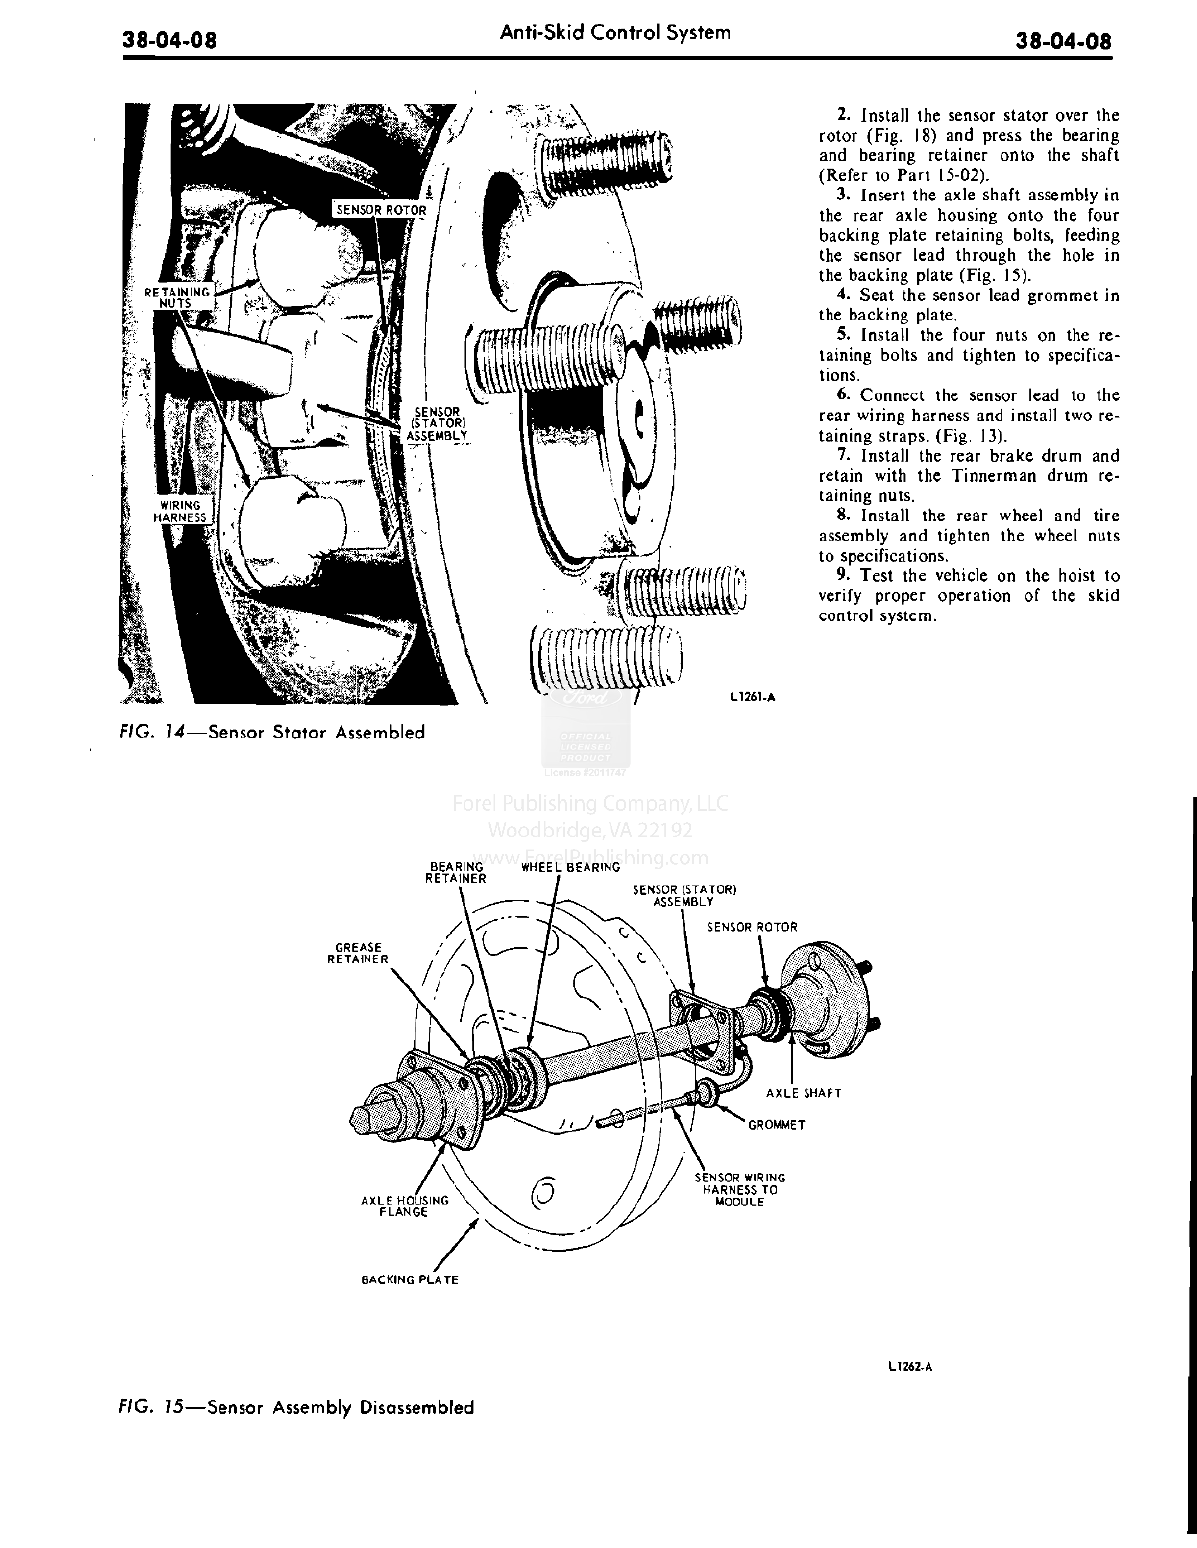 38-04-08
Anti-Skid Control System
38-04-08
SENSOR ROTOR
RETAINING
NUTS
SENSOR
(STATOR)
ASSEMBLY
WIRING
HARNESS
L1261-A
FIG. 14—Sensor Stator Assembled
2. Install the sensor stator over the
rotor (Fig. 18) and press the bearing
and bearing retainer onto the shaft
(Refer to Part 15-02).
3. Insert the axle shaft assembly in
the rear axle housing onto the four
backing plate retaining bolts, feeding
the sensor lead through the hole in
the backing plate (Fig. 15).
4. Seat the sensor lead grommet in
the backing plate.
5. Install the four nuts on the re-
taining bolts and tighten to specifica-
tions.
6. Connect the sensor lead to the
rear wiring harness and install two re-
taining straps. (Fig. 13).
7. Install the rear brake drum and
retain with the Tinnerman drum re-
taining nuts.
8. Install the rear wheel and tire
assembly and tighten the wheel nuts
to specifications.
9. Test the vehicle on the hoist to
verify proper operation of the skid
control system.
Ford
OFFICIAL
LICENSED
PRODUCT
License #2011747
Forel Publishing Company, LLC
Woodbridge, VA 22192
www.ForelPublishing.com
BEARING
RETAINER
WHEEL BEARING
SENSOR (STATOR)
ASSEMBLY
SENSOR ROTOR
GREASE
RETAINER
AXLE SHAFT
GROMMET
SENSOR WIRING
HARNESS TO
MODULE
AXLE HOUSING
FLANGE
BACKING PLATE
L1262-A
FIG. 15—Sensor Assembly Disassembled